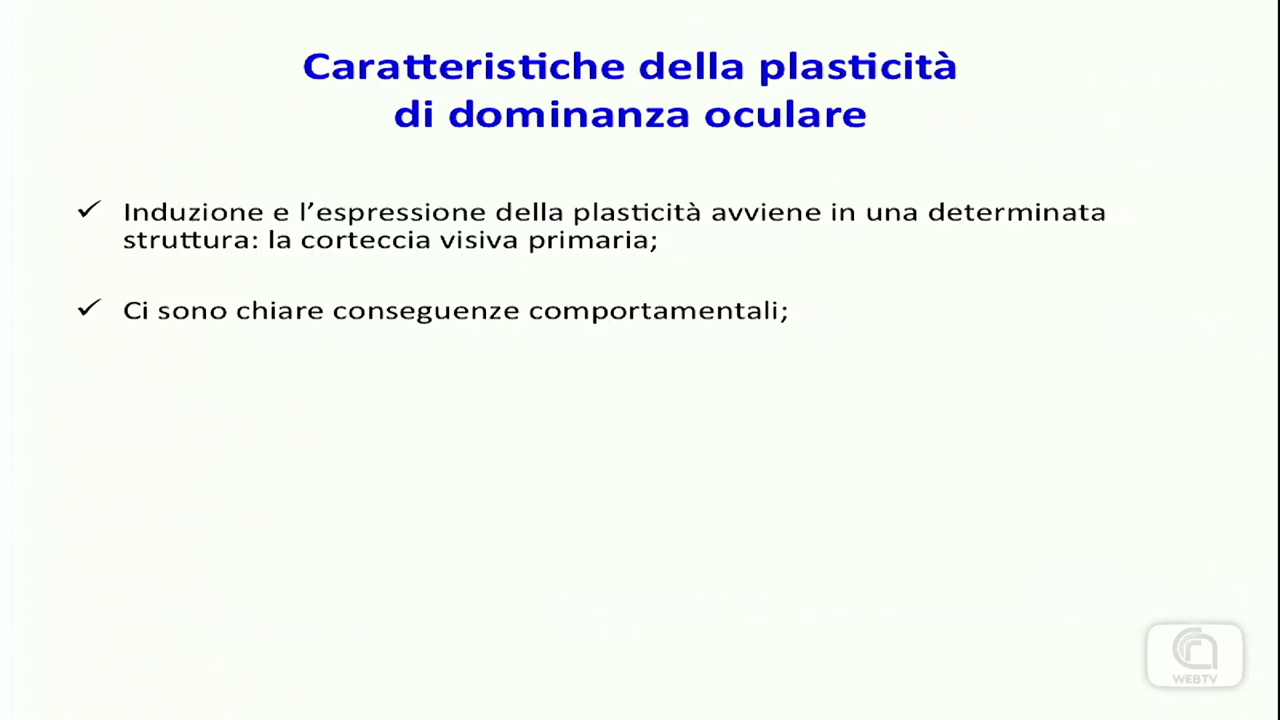 Caratteristiche della plasticità
di dominanza oculare
✓ Induzione e l’espressione della plasticità avviene in una determinata
struttura: la corteccia visiva primaria;
✓ Ci sono chiare conseguenze comportamentali;
WEBTV